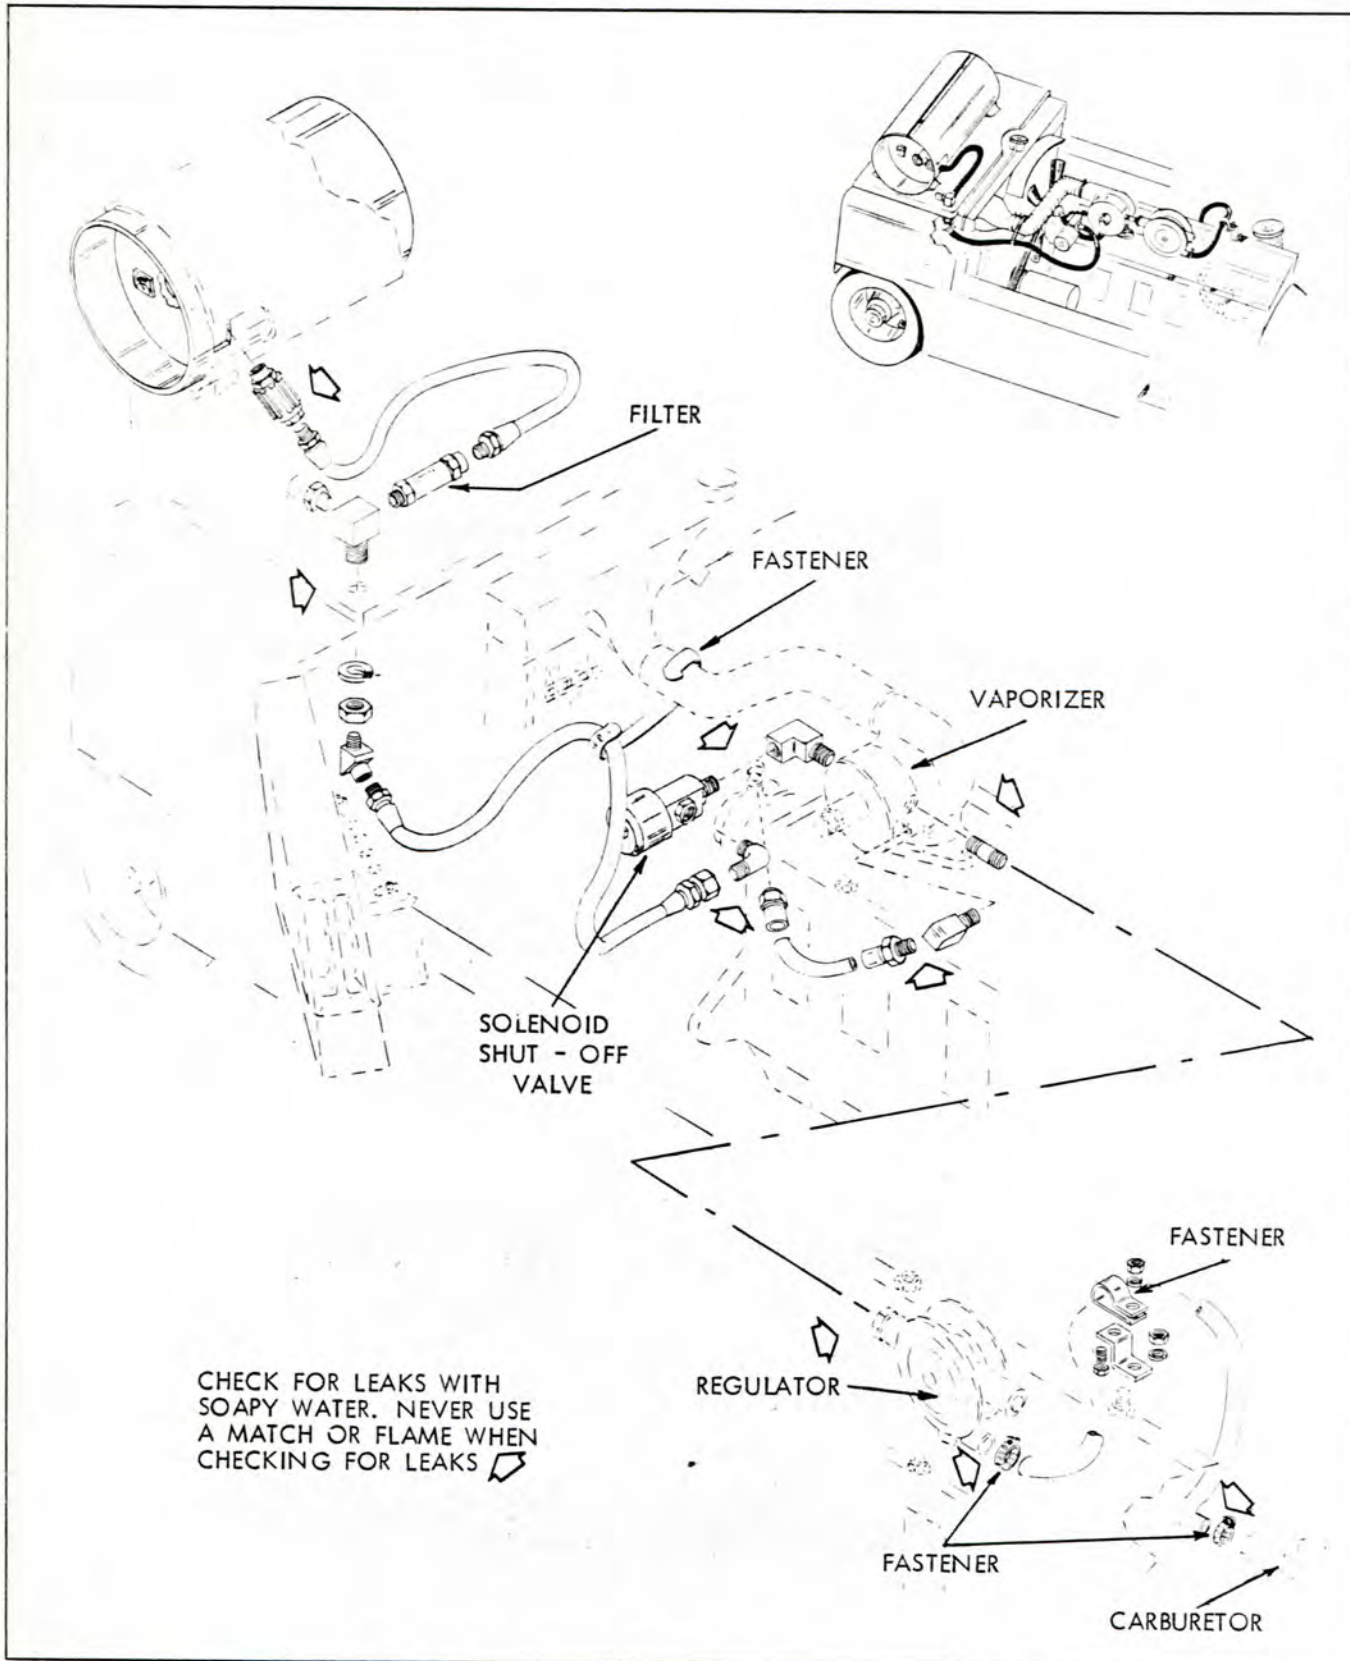 FILTER
FASTENER
VAPORIZER
SOLENOID
SHUT - OFF
VALVE
FASTENER
REGULATOR
CHECK FOR LEAKS WITH
SOAPY WATER. NEVER USE
A MATCH OR FLAME WHEN
CHECKING FOR LEAKS
FASTENER
CARBURETOR